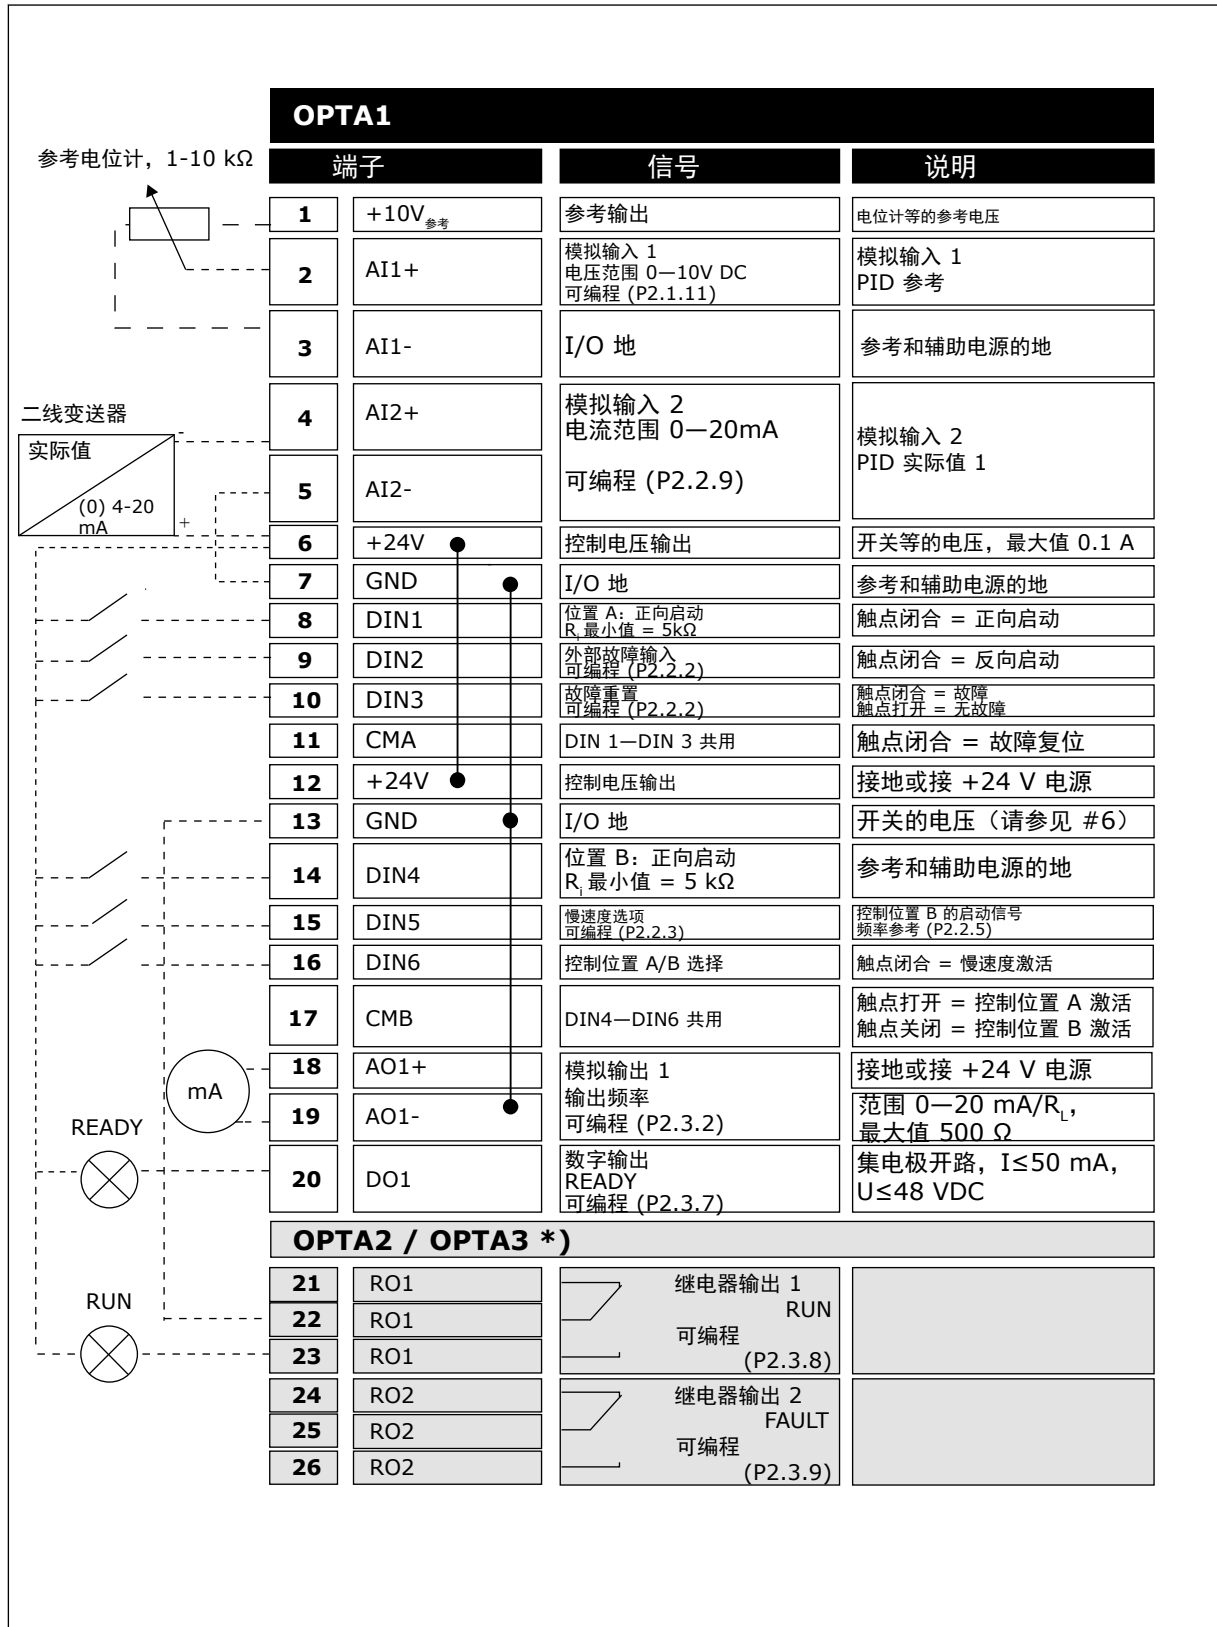 OPTA1
参考电位计，1-10 kΩ
端子 信号 说明
1 +10V参考 参考输出 电位计等的参考电压
2 AI1+ 模拟输入 1
电压范围 0—10V DC
可编程 (P2.1.11)
模拟输入 1
PID 参考
3 AI1- I/O 地 参考和辅助电源的地
二线变送器
实际值
(0) 4-20
mA
-
+
4 AI2+
5 AI2-
模拟输入 2
电流范围 0—20mA
可编程 (P2.2.9)
模拟输入 2
PID 实际值 1
6 +24V 控制电压输出 开关等的电压，最大值 0.1 A
7 GND I/O 地 参考和辅助电源的地
8 DIN1 位置 A：正向启动
Ri 最小值 = 5kΩ
触点闭合 = 正向启动
9 DIN2 外部故障输入
可编程 (P2.2.2)
触点闭合 = 反向启动
10 DIN3 故障重置
可编程 (P2.2.2)
触点闭合 = 故障
触点打开 = 无故障
11 CMA DIN 1—DIN 3 共用 触点闭合 = 故障复位
12 +24V 控制电压输出 接地或接 +24 V 电源
13 GND I/O 地 开关的电压（请参见 #6）
14 DIN4 位置 B：正向启动
Ri 最小值 = 5 kΩ
参考和辅助电源的地
15 DIN5 慢速度选项
可编程 (P2.2.3)
控制位置 B 的启动信号
频率参考 (P2.2.5)
16 DIN6 控制位置 A/B 选择 触点闭合 = 慢速度激活
17 CMB DIN4—DIN6 共用 触点打开 = 控制位置 A 激活
触点关闭 = 控制位置 B 激活
mA
18 AO1+
19 AO1-
模拟输出 1
输出频率
可编程 (P2.3.2)
接地或接 +24 V 电源
范围 0—20 mA/RL，
最大值 500 Ω
READY
20 DO1 数字输出
READY
可编程 (P2.3.7)
集电极开路，I≤50 mA，
U≤48 VDC
OPTA2 / OPTA3 *)
RUN
21 RO1
22 RO1
23 RO1
继电器输出 1
RUN
可编程
(P2.3.8)
24 RO2
25 RO2
26 RO2
继电器输出 2
FAULT
可编程
(P2.3.9)